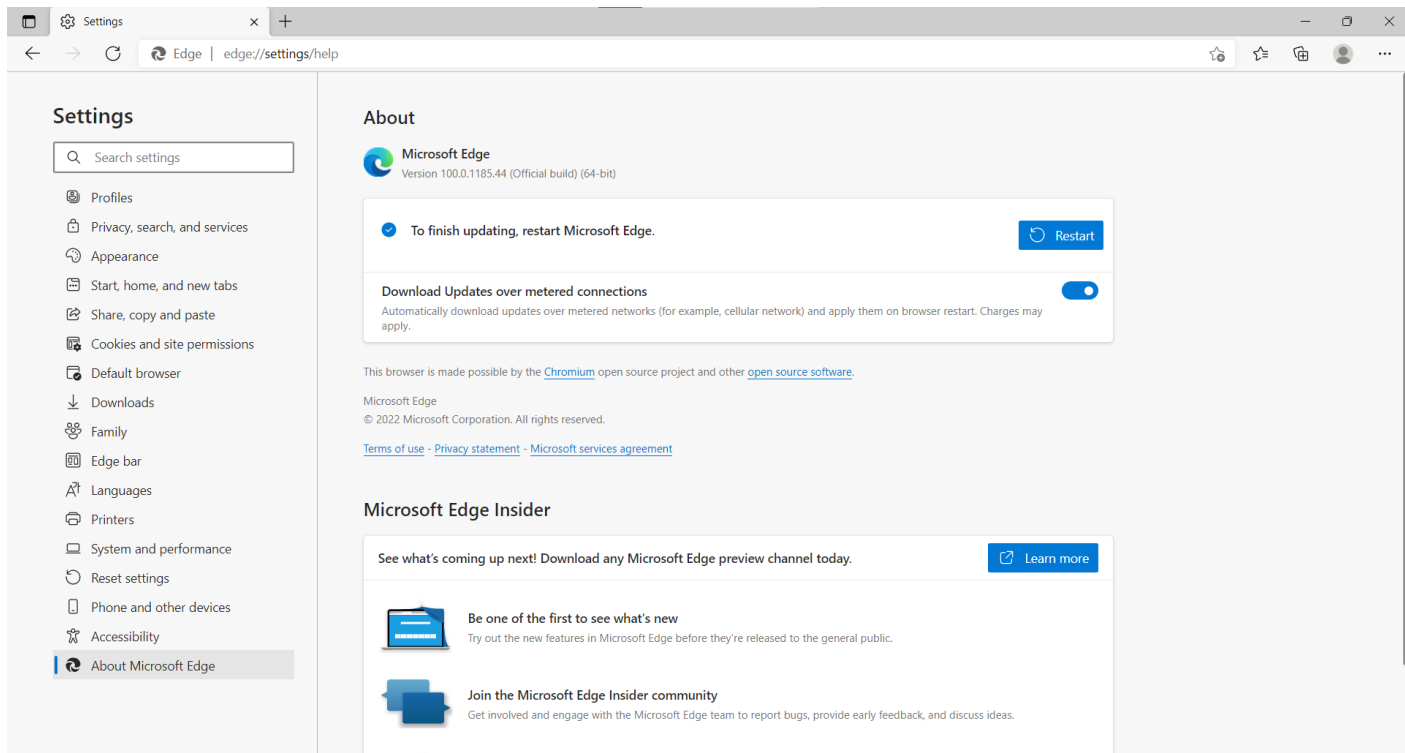 Settings
Edge | edge://settings/help
Settings
Search settings
Profiles
Privacy, search, and services
Appearance
Start, home, and new tabs
Share, copy and paste
Cookies and site permissions
Default browser
Downloads
Family
Edge bar
Languages
Printers
System and performance
Reset settings
Phone and other devices
Accessibility
About Microsoft Edge
About
Microsoft Edge
Version 100.0.1185.44 (Official build) (64-bit)
To finish updating, restart Microsoft Edge.
Restart
Download Updates over metered connections
Automatically download updates over metered networks (for example, cellular network) and apply them on browser restart. Charges may
apply.
This browser is made possible by the Chromium open source project and other open source software.
Microsoft Edge
© 2022 Microsoft Corporation. All rights reserved.
Terms of use - Privacy statement - Microsoft services agreement
Microsoft Edge Insider
See what's coming up next! Download any Microsoft Edge preview channel today.
Learn more
Be one of the first to see what's new
Try out the new features in Microsoft Edge before they're released to the general public.
Join the Microsoft Edge Insider community
Get involved and engage with the Microsoft Edge team to report bugs, provide early feedback, and discuss ideas.